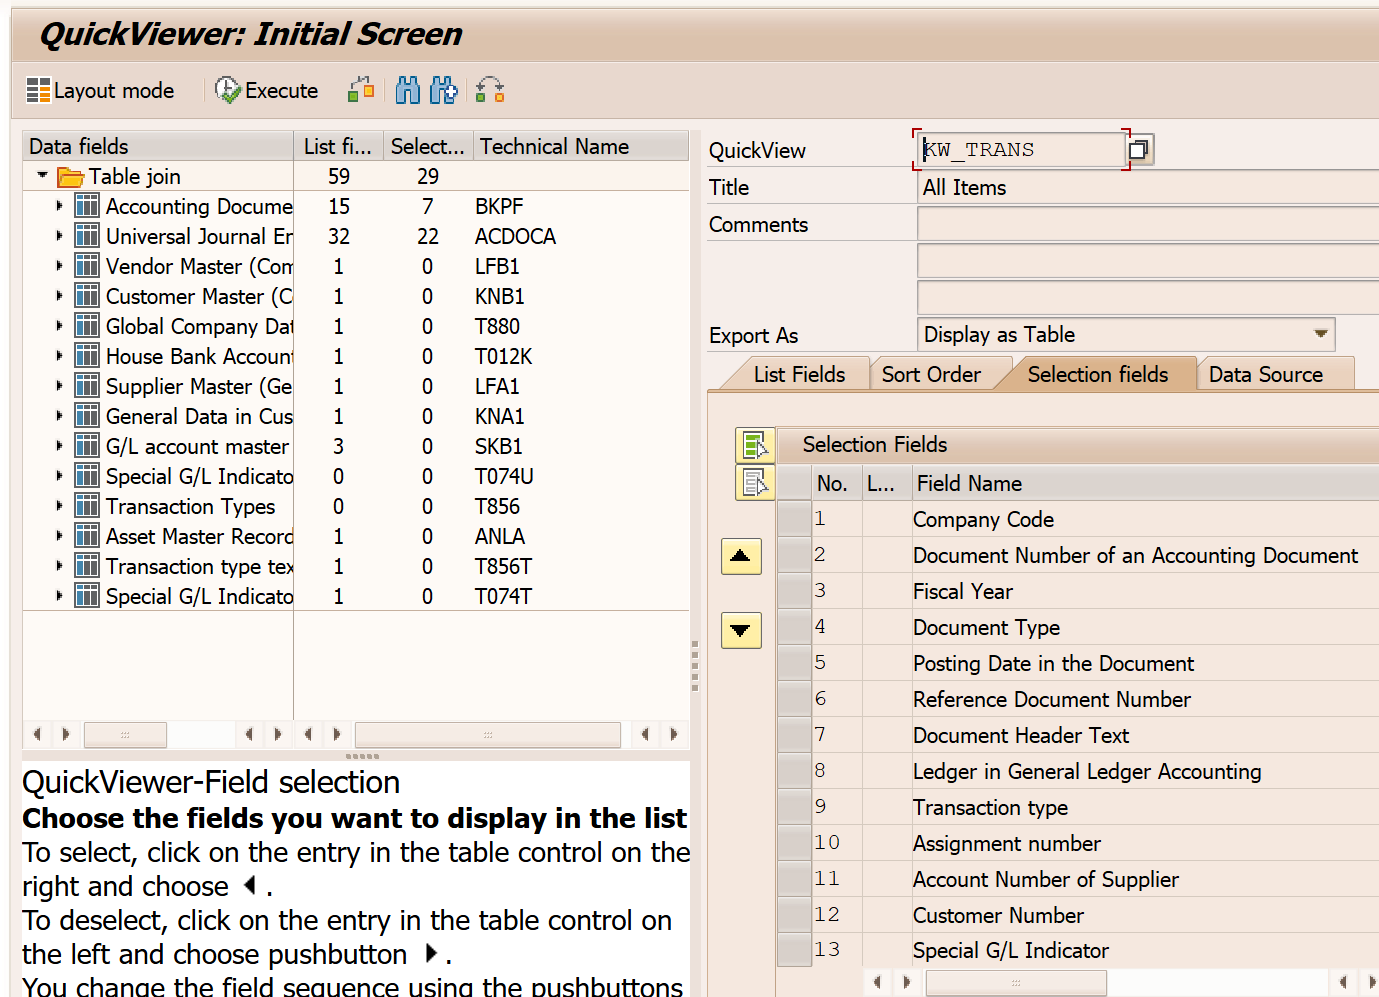 QuickViewer: Initial Screen
Layout mode Execute
Data fields List fi... Select... Technical Name
Table join 59 29
Accounting Docume 15 7 BKPF
Universal Journal Er 32 22 ACDOCA
Vendor Master (Com 1 0 LFB1
Customer Master (C 1 0 KNB1
Global Company Dat 1 0 T880
House Bank Account 1 0 T012K
Supplier Master (Ge 1 0 LFA1
General Data in Cus 1 0 KNA1
G/L account master 3 0 SKB1
Special G/L Indicato 0 0 T074U
Transaction Types 0 0 T856
Asset Master Record 1 0 ANLA
Transaction type tex 1 0 T856T
Special G/L Indicato 1 0 T074T
QuickViewer-Field selection
Choose the fields you want to display in the list
To select, click on the entry in the table control on the
right and choose .
To deselect, click on the entry in the table control on
the left and choose pushbutton .
You change the field sequence using the pushbuttons
QuickView KW_TRANS
Title All Items
Comments
Export As Display as Table
List Fields Sort Order Selection fields Data Source
Selection Fields
No. L... Field Name
1 Company Code
2 Document Number of an Accounting Document
3 Fiscal Year
4 Document Type
5 Posting Date in the Document
6 Reference Document Number
7 Document Header Text
8 Ledger in General Ledger Accounting
9 Transaction type
10 Assignment number
11 Account Number of Supplier
12 Customer Number
13 Special G/L Indicator